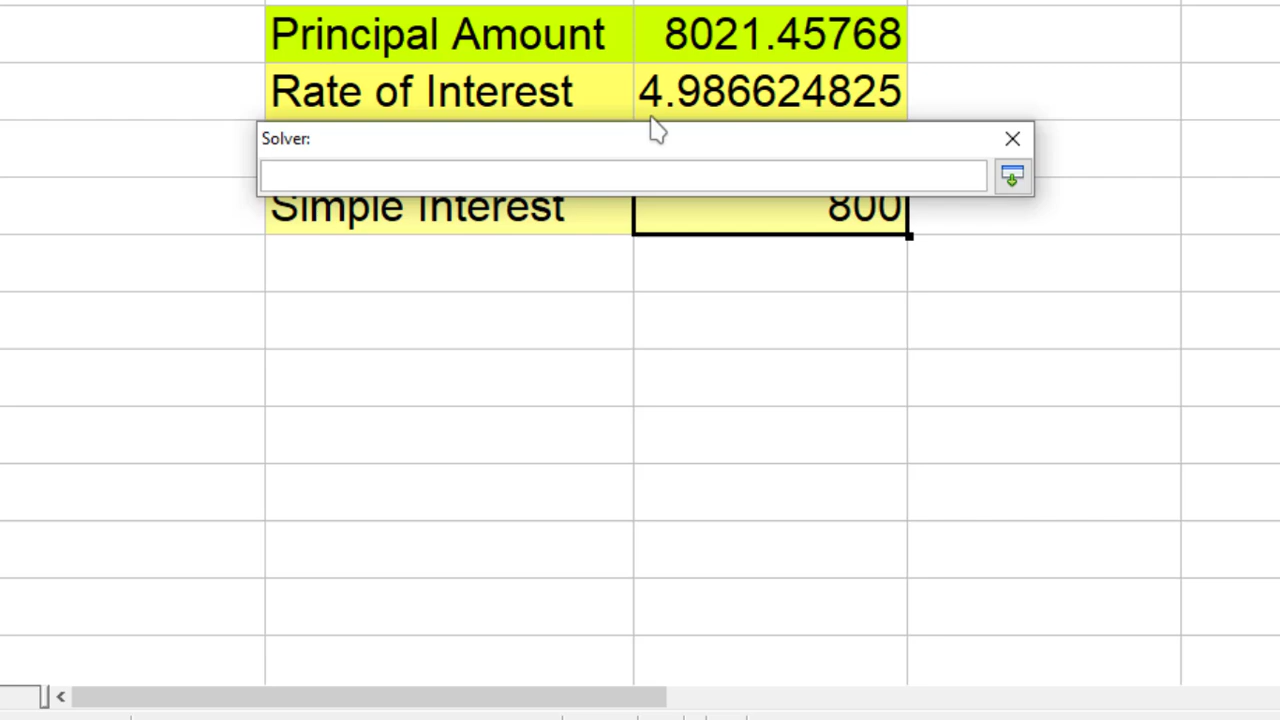 Principal Amount 8021.45768
Rate of Interest 4.986624825
Solver:
Simple Interest 800